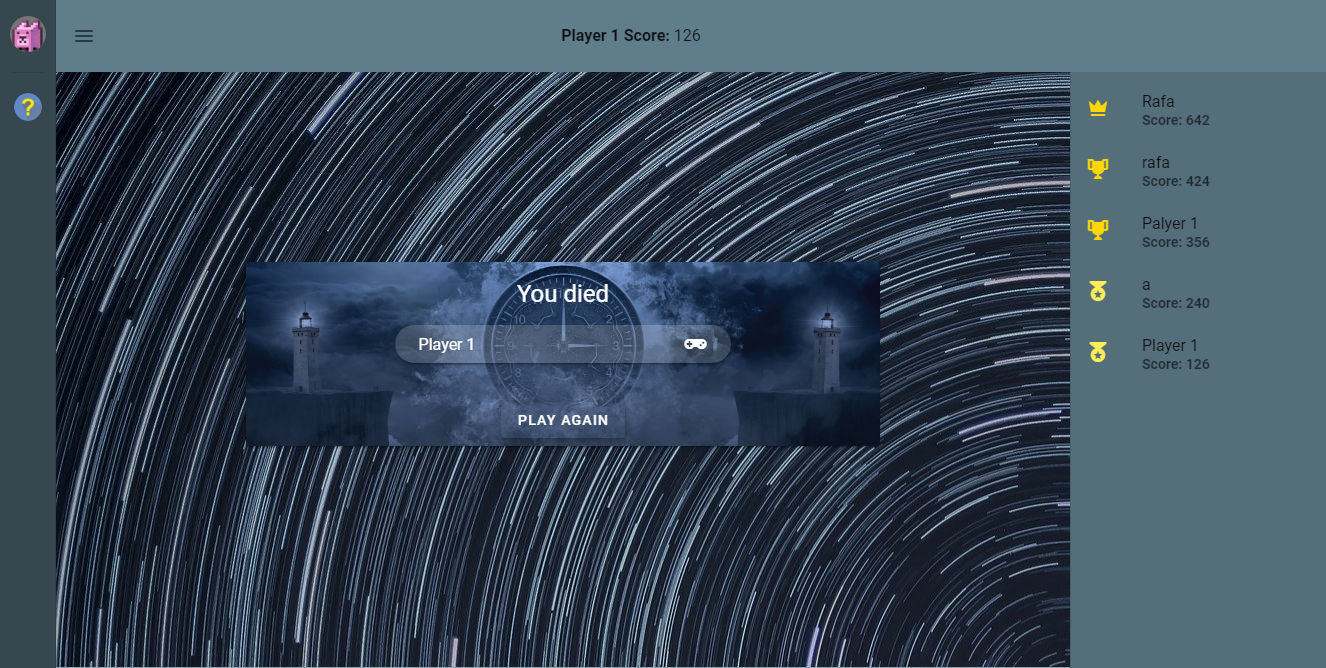 ?
Player 1 Score: 126
You died
Player 1
PLAY AGAIN
Rafa
Score: 642
rafa
Score: 424
Palyer 1
Score: 356
a
Score: 240
Player 1
Score: 126